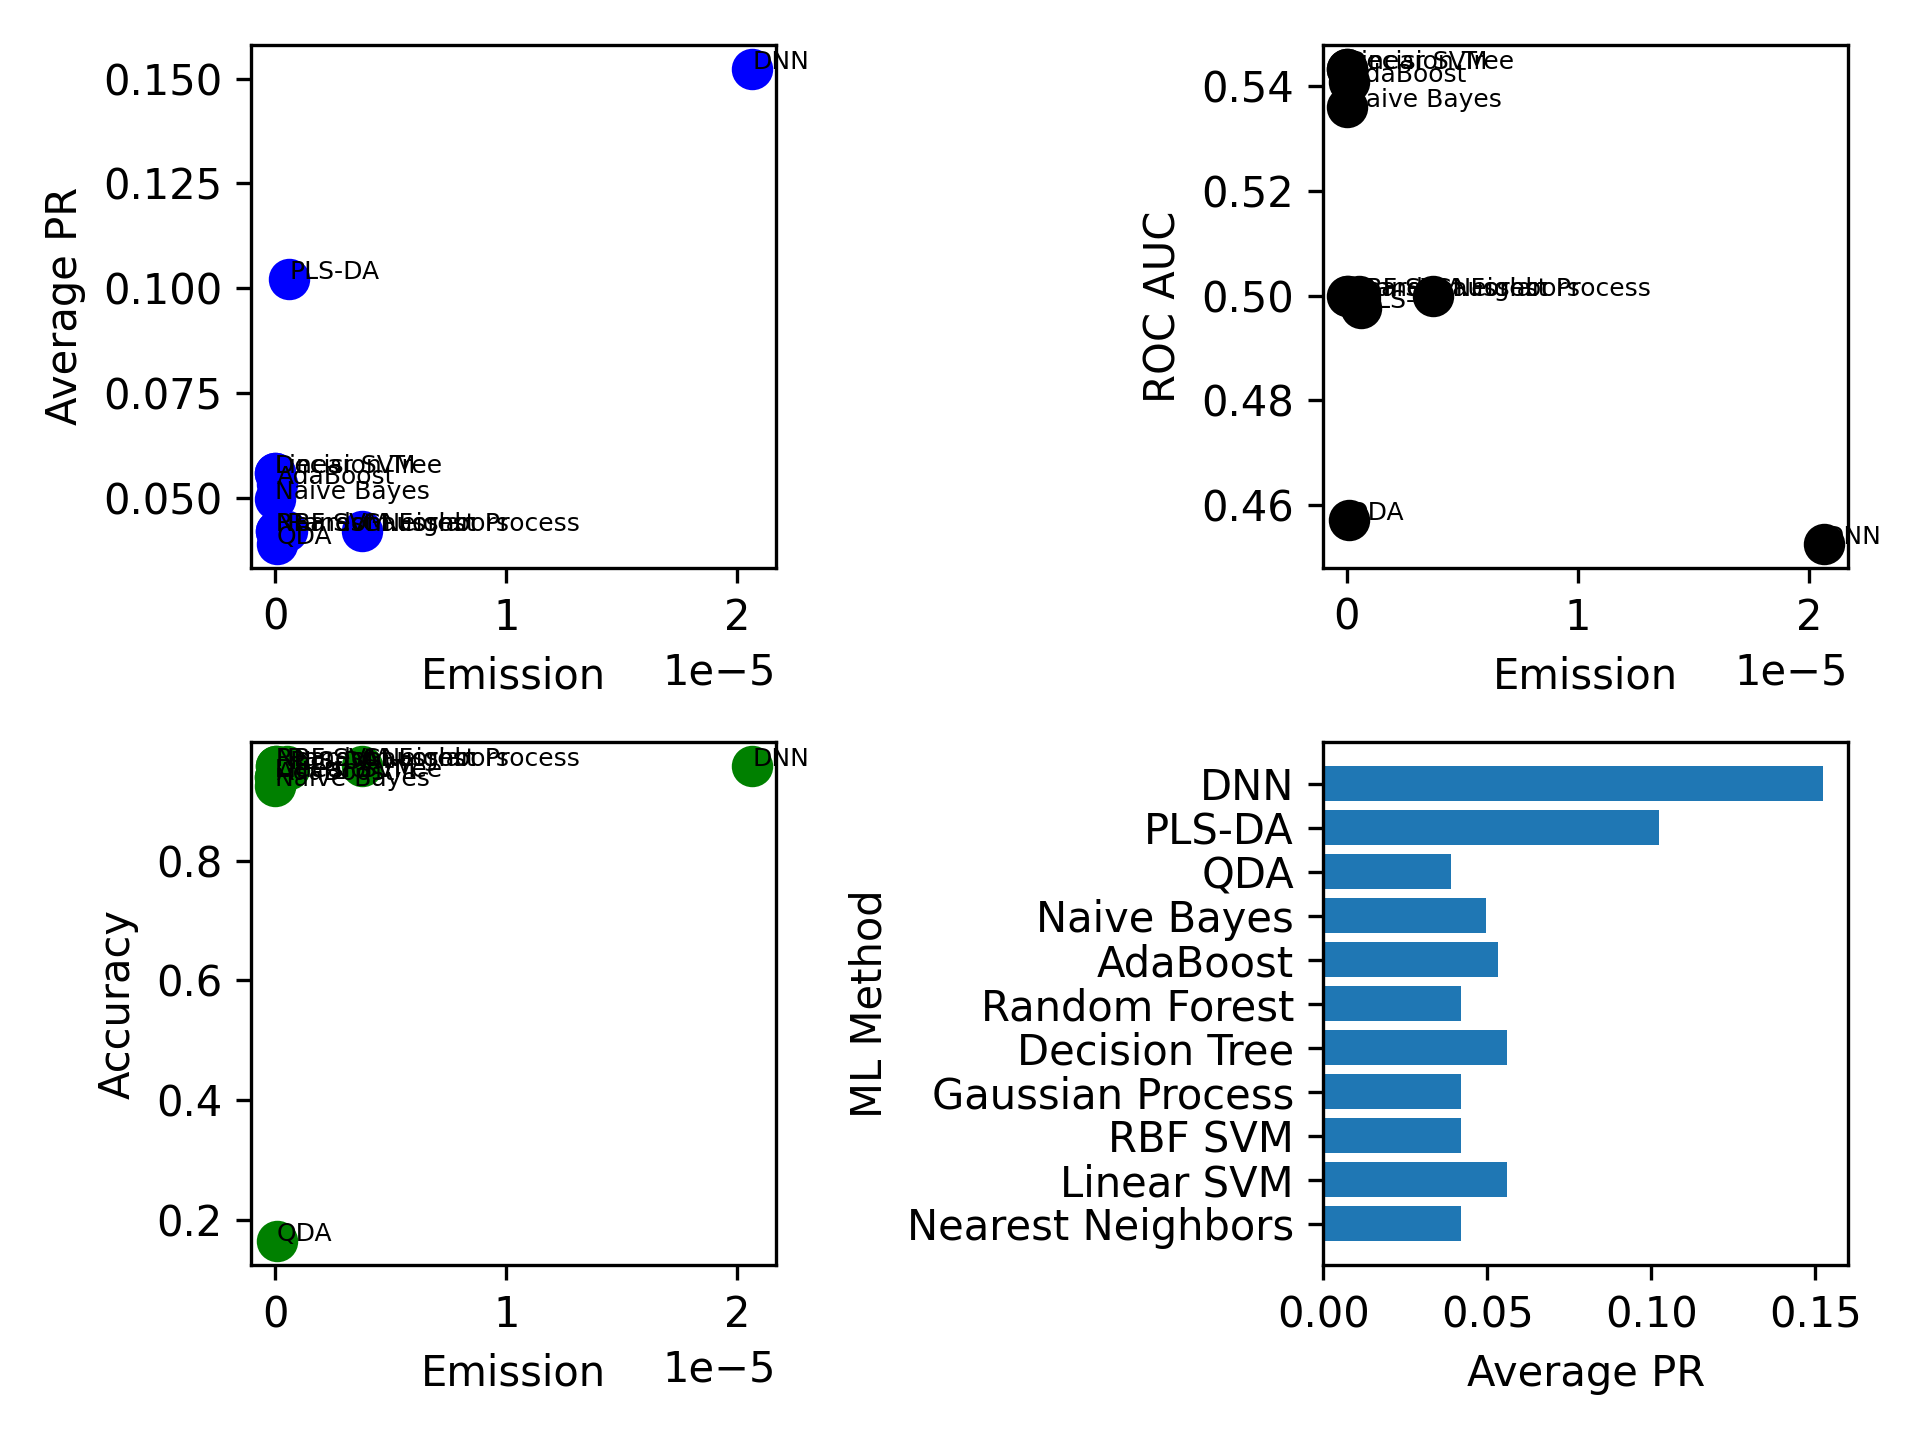 Average PR
0.150
0.125
0.100
0.075
0.050
DNN
PLS-DA
AdaBoost
Naive Bayes
QDA
0
1
2
Emission
1e−5
ROC AUC
0.54
0.52
0.50
0.48
0.46
0
1
2
Emission
1e−5
Accuracy
0.8
0.6
0.4
0.2
DNN
Naive Bayes
QDA
0
1
2
Emission
1e−5
ML Method
DNN
PLS-DA
QDA
Naive Bayes
AdaBoost
Random Forest
Decision Tree
Gaussian Process
RBF SVM
Linear SVM
Nearest Neighbors
0.00
0.05
0.10
0.15
Average PR